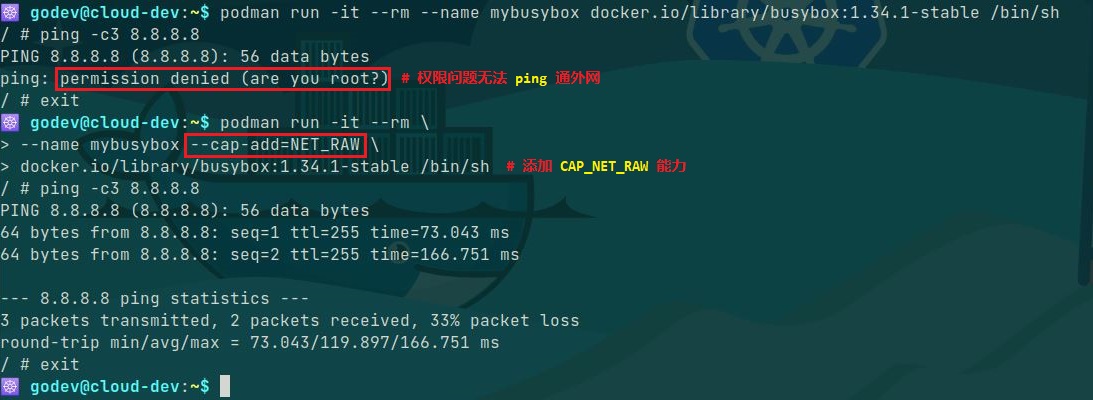 godev@cloud-dev:~$ podman run -it --rm --name mybusybox docker.io/library/busybox:1.34.1-stable /bin/sh
/ # ping -c3 8.8.8.8
PING 8.8.8.8 (8.8.8.8): 56 data bytes
ping: permission denied (are you root?) # 权限问题无法 ping 通外网
/ # exit
godev@cloud-dev:~$ podman run -it --rm \
> --name mybusybox --cap-add=NET_RAW \
> docker.io/library/busybox:1.34.1-stable /bin/sh # 添加 CAP_NET_RAW 能力
/ # ping -c3 8.8.8.8
PING 8.8.8.8 (8.8.8.8): 56 data bytes
64 bytes from 8.8.8.8: seq=1 ttl=255 time=73.043 ms
64 bytes from 8.8.8.8: seq=2 ttl=255 time=166.751 ms
--- 8.8.8.8 ping statistics ---
3 packets transmitted, 2 packets received, 33% packet loss
round-trip min/avg/max = 73.043/119.897/166.751 ms
/ # exit
godev@cloud-dev:~$